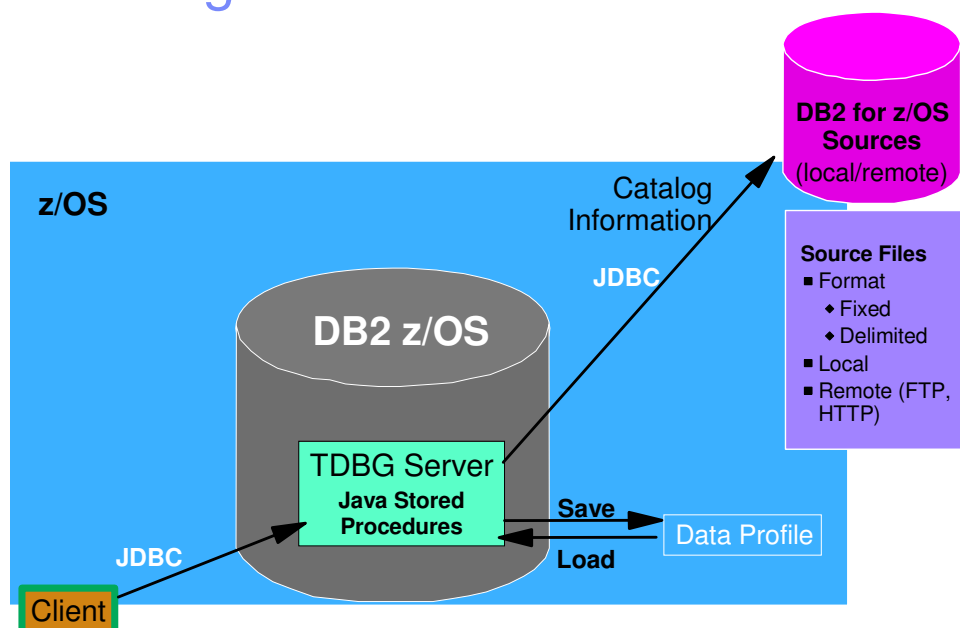 g
DB2 for z/OS
Sources
(local/remote)
z/OS
Catalog
Information
JDBC
Source Files
Format
Fixed
Delimited
Local
Remote (FTP,
HTTP)
DB2 z/OS
TDBG Server
Java Stored
Procedures
Save
Load
Data Profile
JDBC
Client